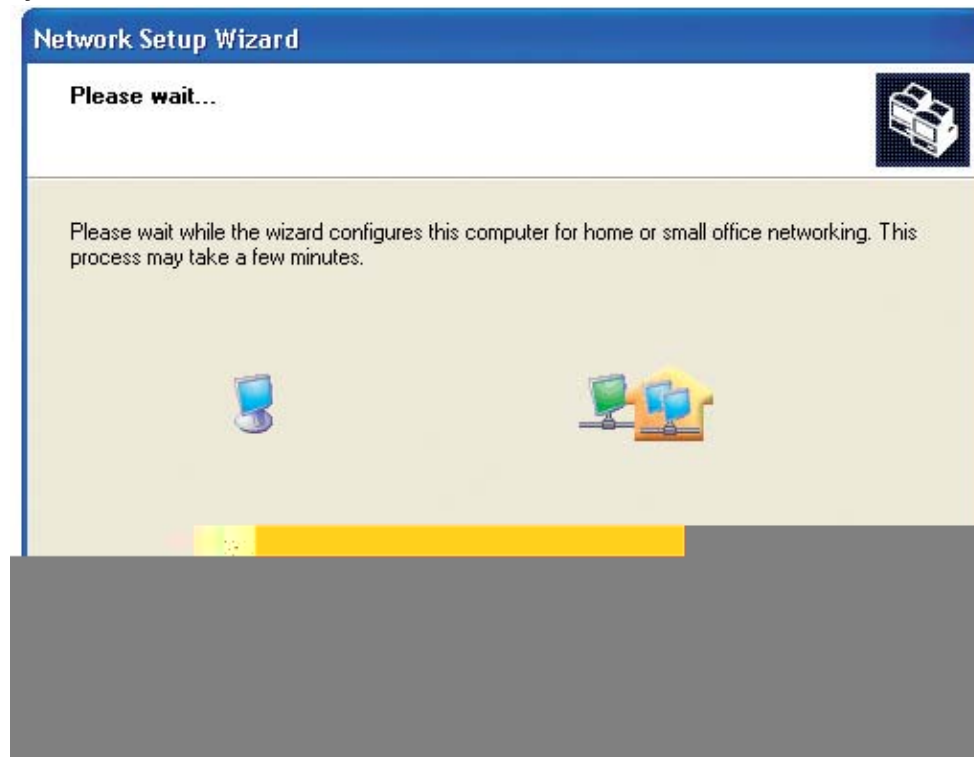 Network Setup Wizard
Please wait...
Please wait while the wizard configures this computer for home or small office networking. This
process may take a few minutes.